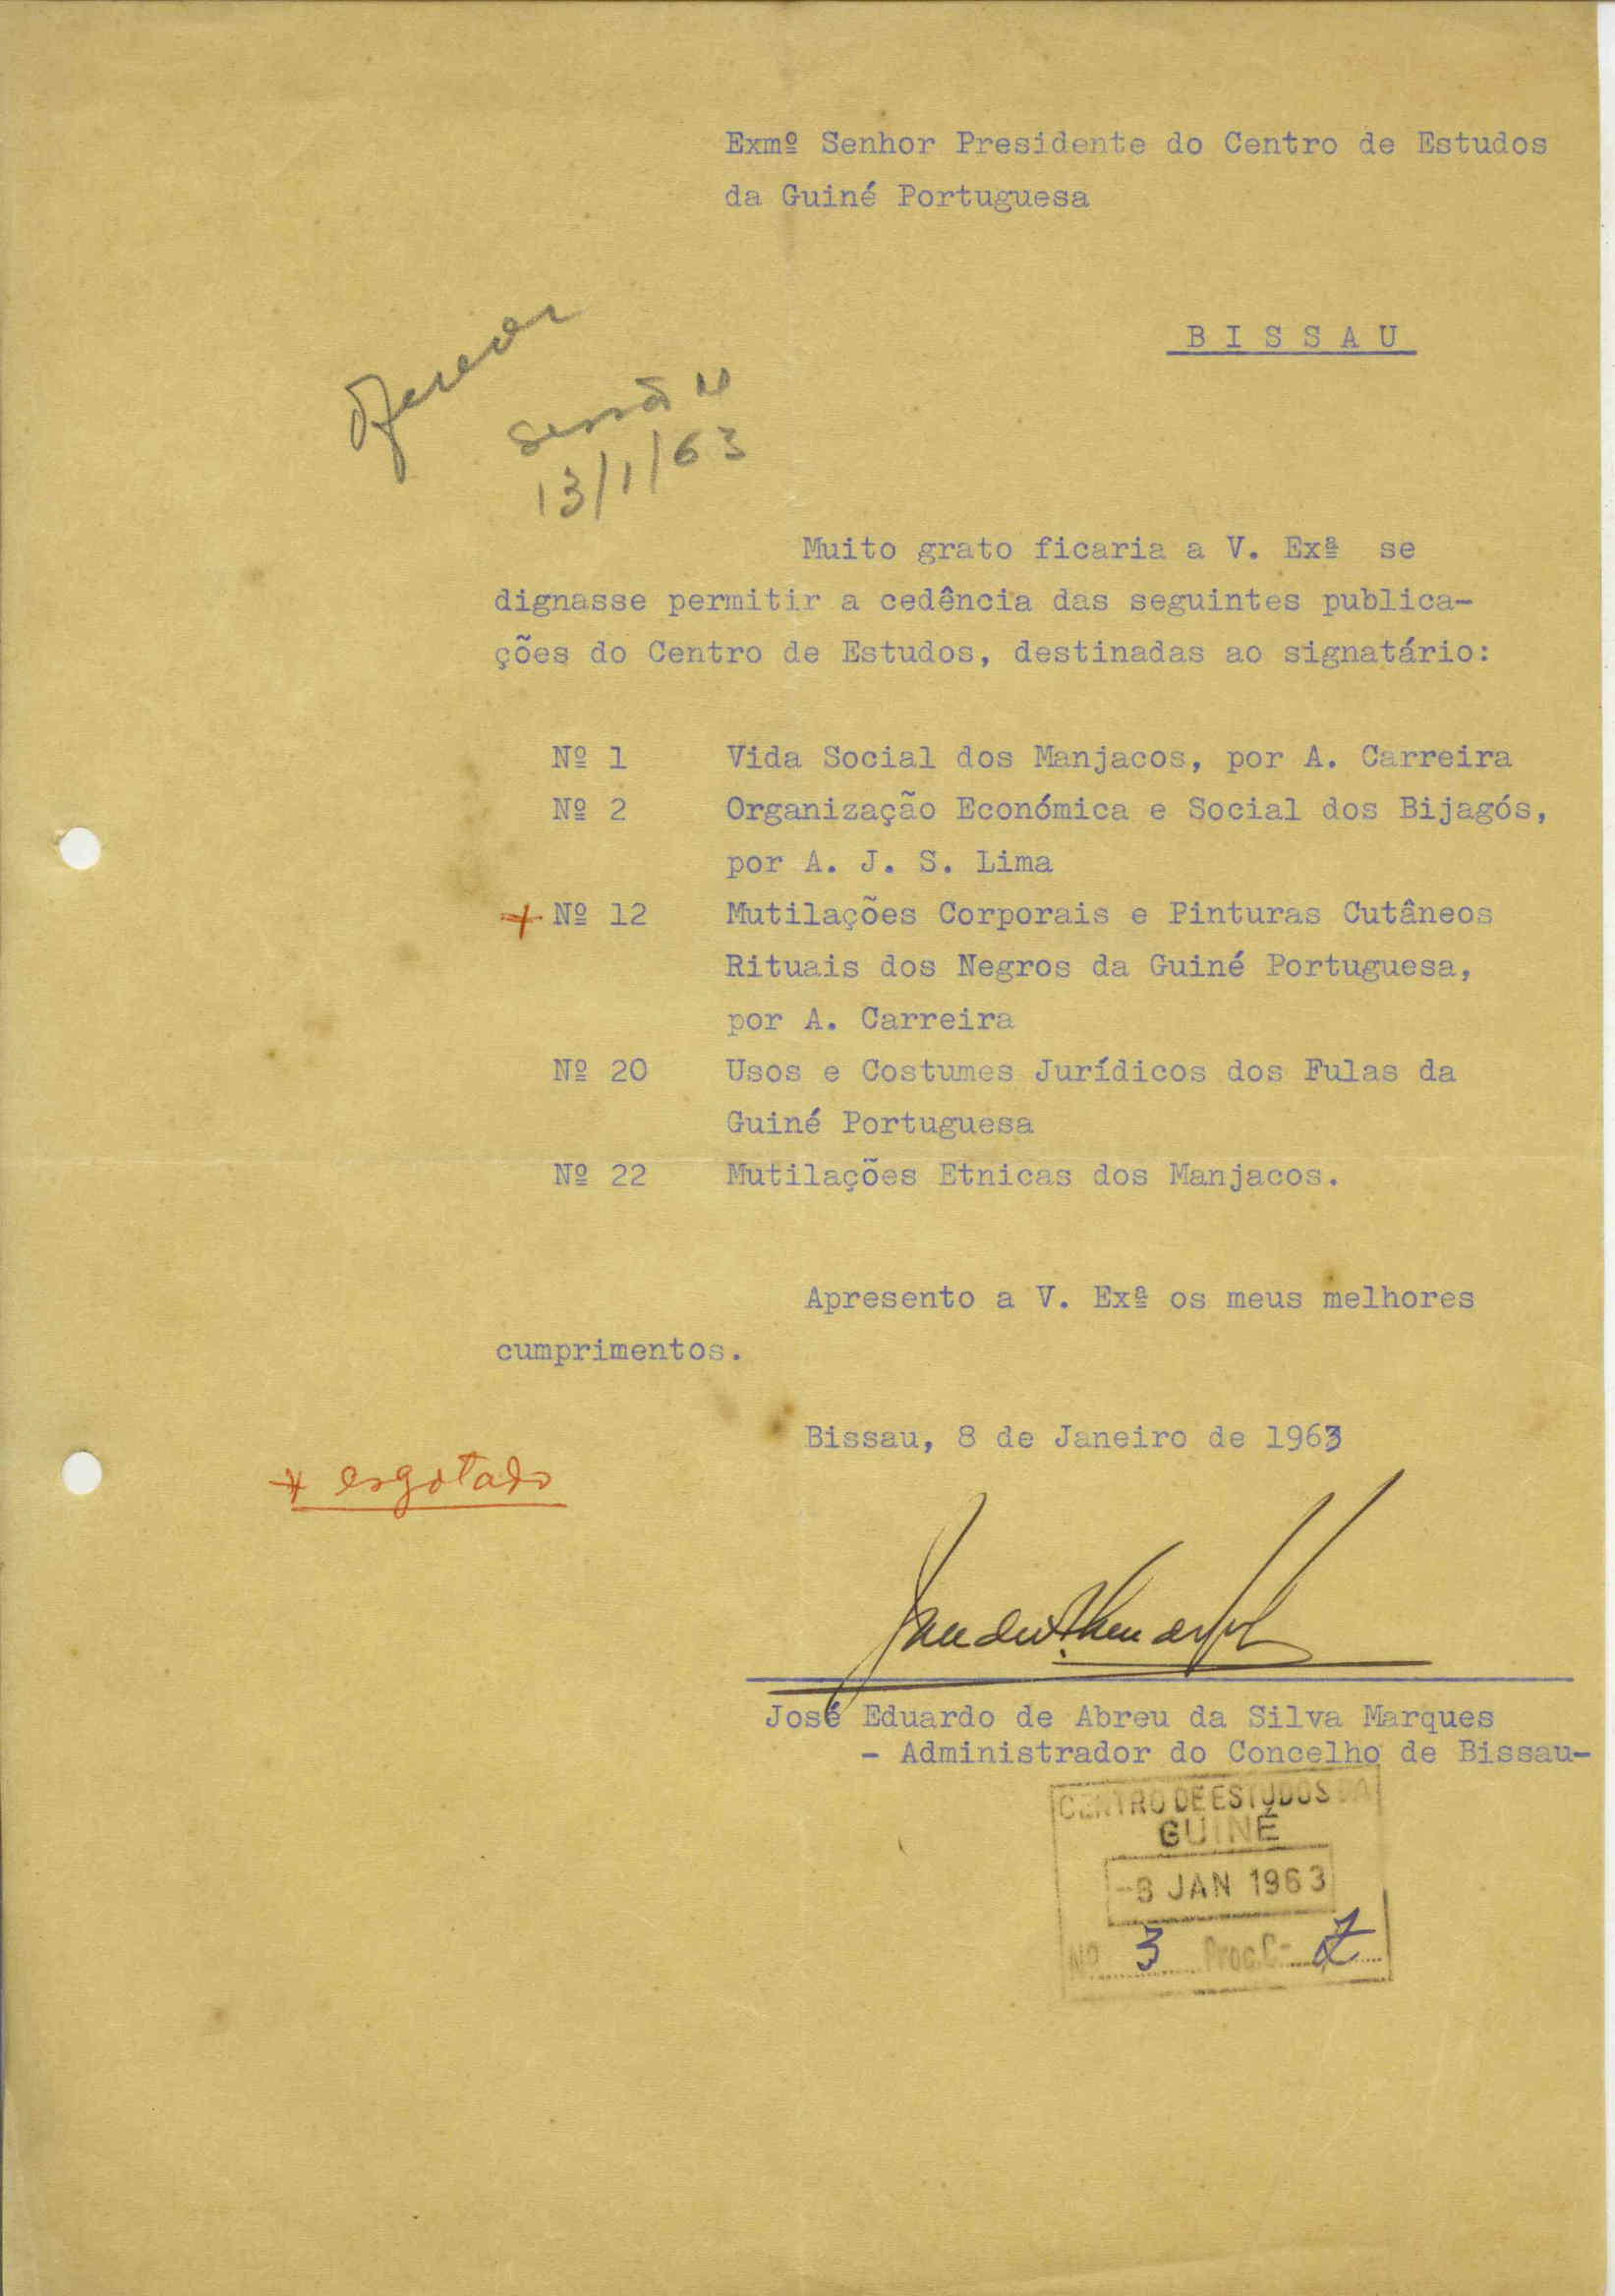 Exmº Senhor Presidente do Centro de Estudos
da Guiné Portuguesa
BISSAU
Oferecer
sessão
13/1/63
Muito grato ficaria a V. Exª se
dignasse permitir a cedência das seguintes publica-
ções do Centro de Estudos, destinadas ao signatário:
Nº 1 Vida Social dos Manjacos, por A. Carreira
Nº 2 Organização Económica e Social dos Bijagós,
por A. J. S. Lima
+ Nº 12 Mutilações Corporais e Pinturas Cutâneos
Rituais dos Negros da Guiné Portuguesa,
por A. Carreira
Nº 20 Usos e Costumes Jurídicos dos Fulas da
Guiné Portuguesa
Nº 22 Mutilações Etnicas dos Manjacos.
Apresento a V. Exª os meus melhores
cumprimentos.
Bissau, 8 de Janeiro de 1963
+ esgotado
José Eduardo de Abreu da Silva Marques
- Administrador do Concelho de Bissau-
CENTRO DE ESTUDOS DA
GUINÉ
-8 JAN 1963
Nº 3 Proc. C- 7